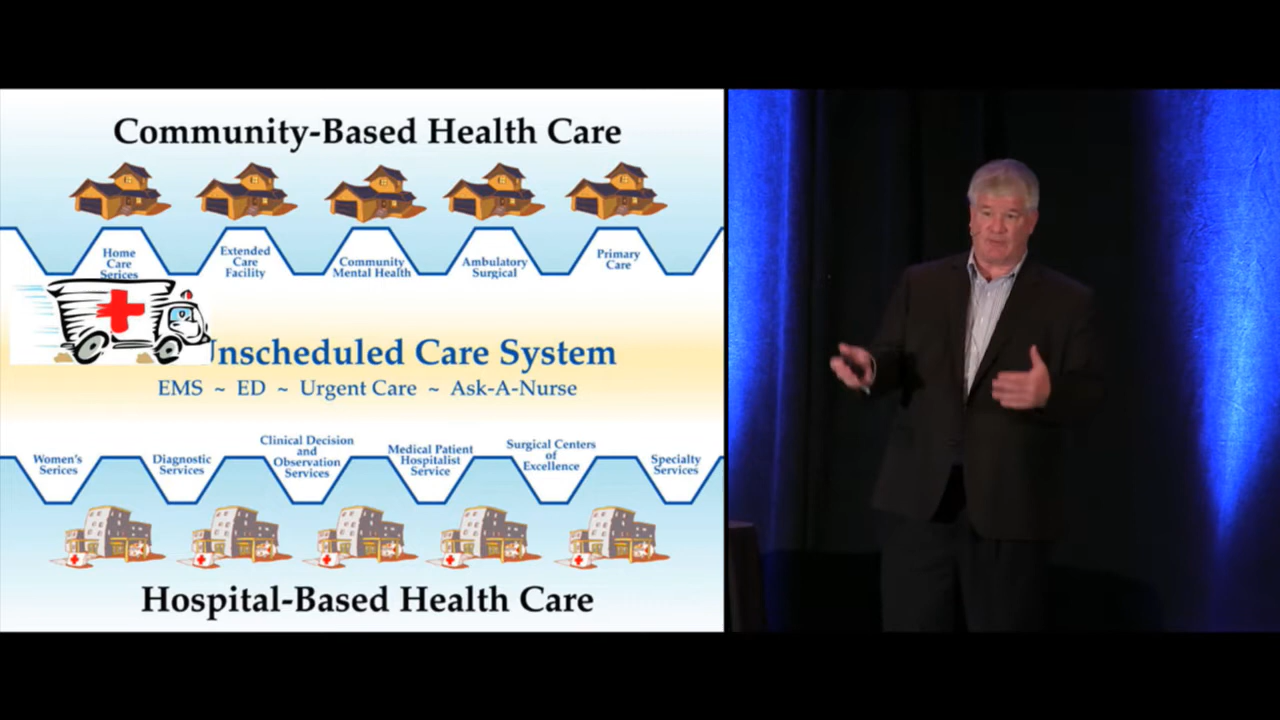 Community-Based Health Care
Home
Care
Serices
Extended
Care
Facility
Community
Mental Health
Ambulatory
Surgical
Primary
Care
Unscheduled Care System
EMS ~ ED ~ Urgent Care ~ Ask-A-Nurse
Women's
Serices
Diagnostic
Services
Clinical Decision
and
Observation
Services
Medical Patient
Hospitalist
Service
Surgical Centers
of
Excellence
Specialty
Services
Hospital-Based Health Care